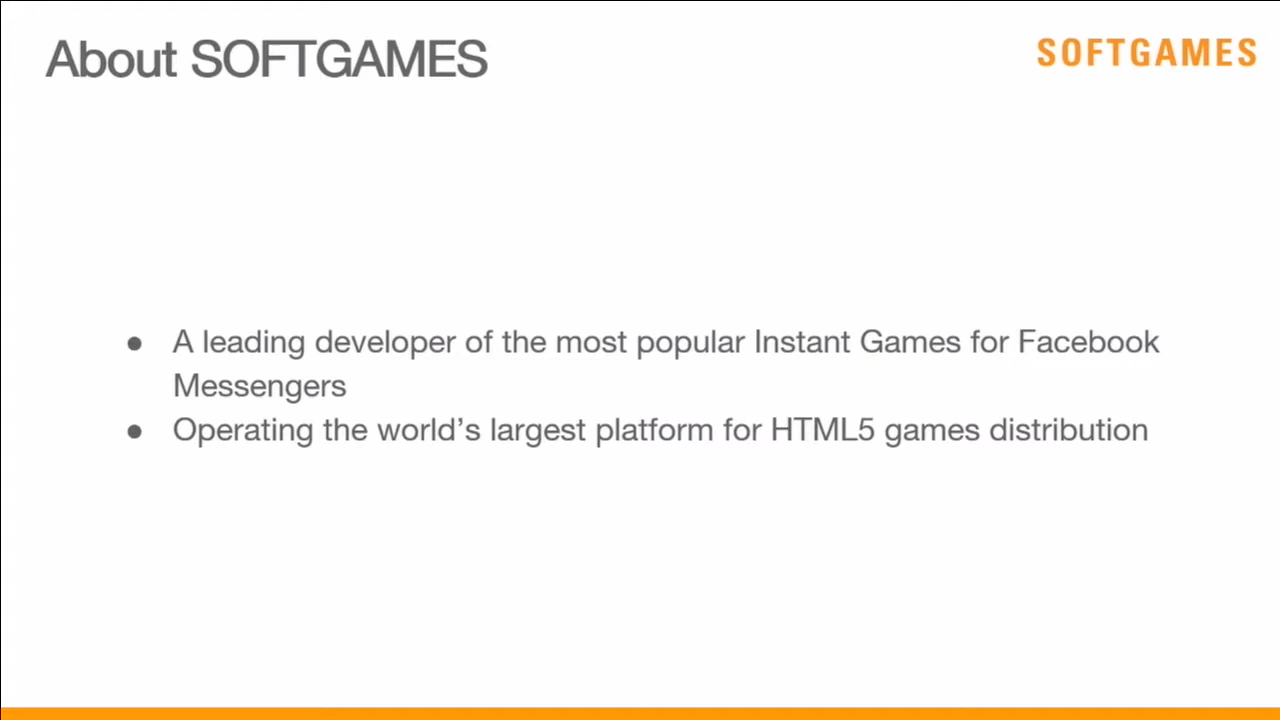 About SOFTGAMES
SOFTGAMES
● A leading developer of the most popular Instant Games for Facebook
Messengers
● Operating the world’s largest platform for HTML5 games distribution